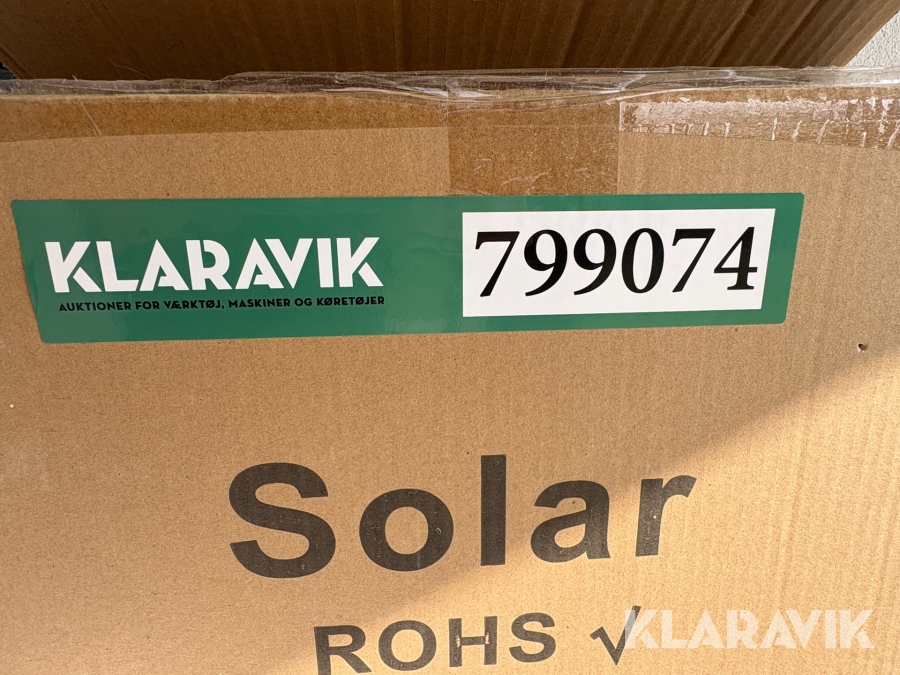 KLARAVIK
AUKTIONER FOR VÆRKTØJ, MASKINER OG KØRETØJER
799074
Solar
ROHS √
KLARAVIK